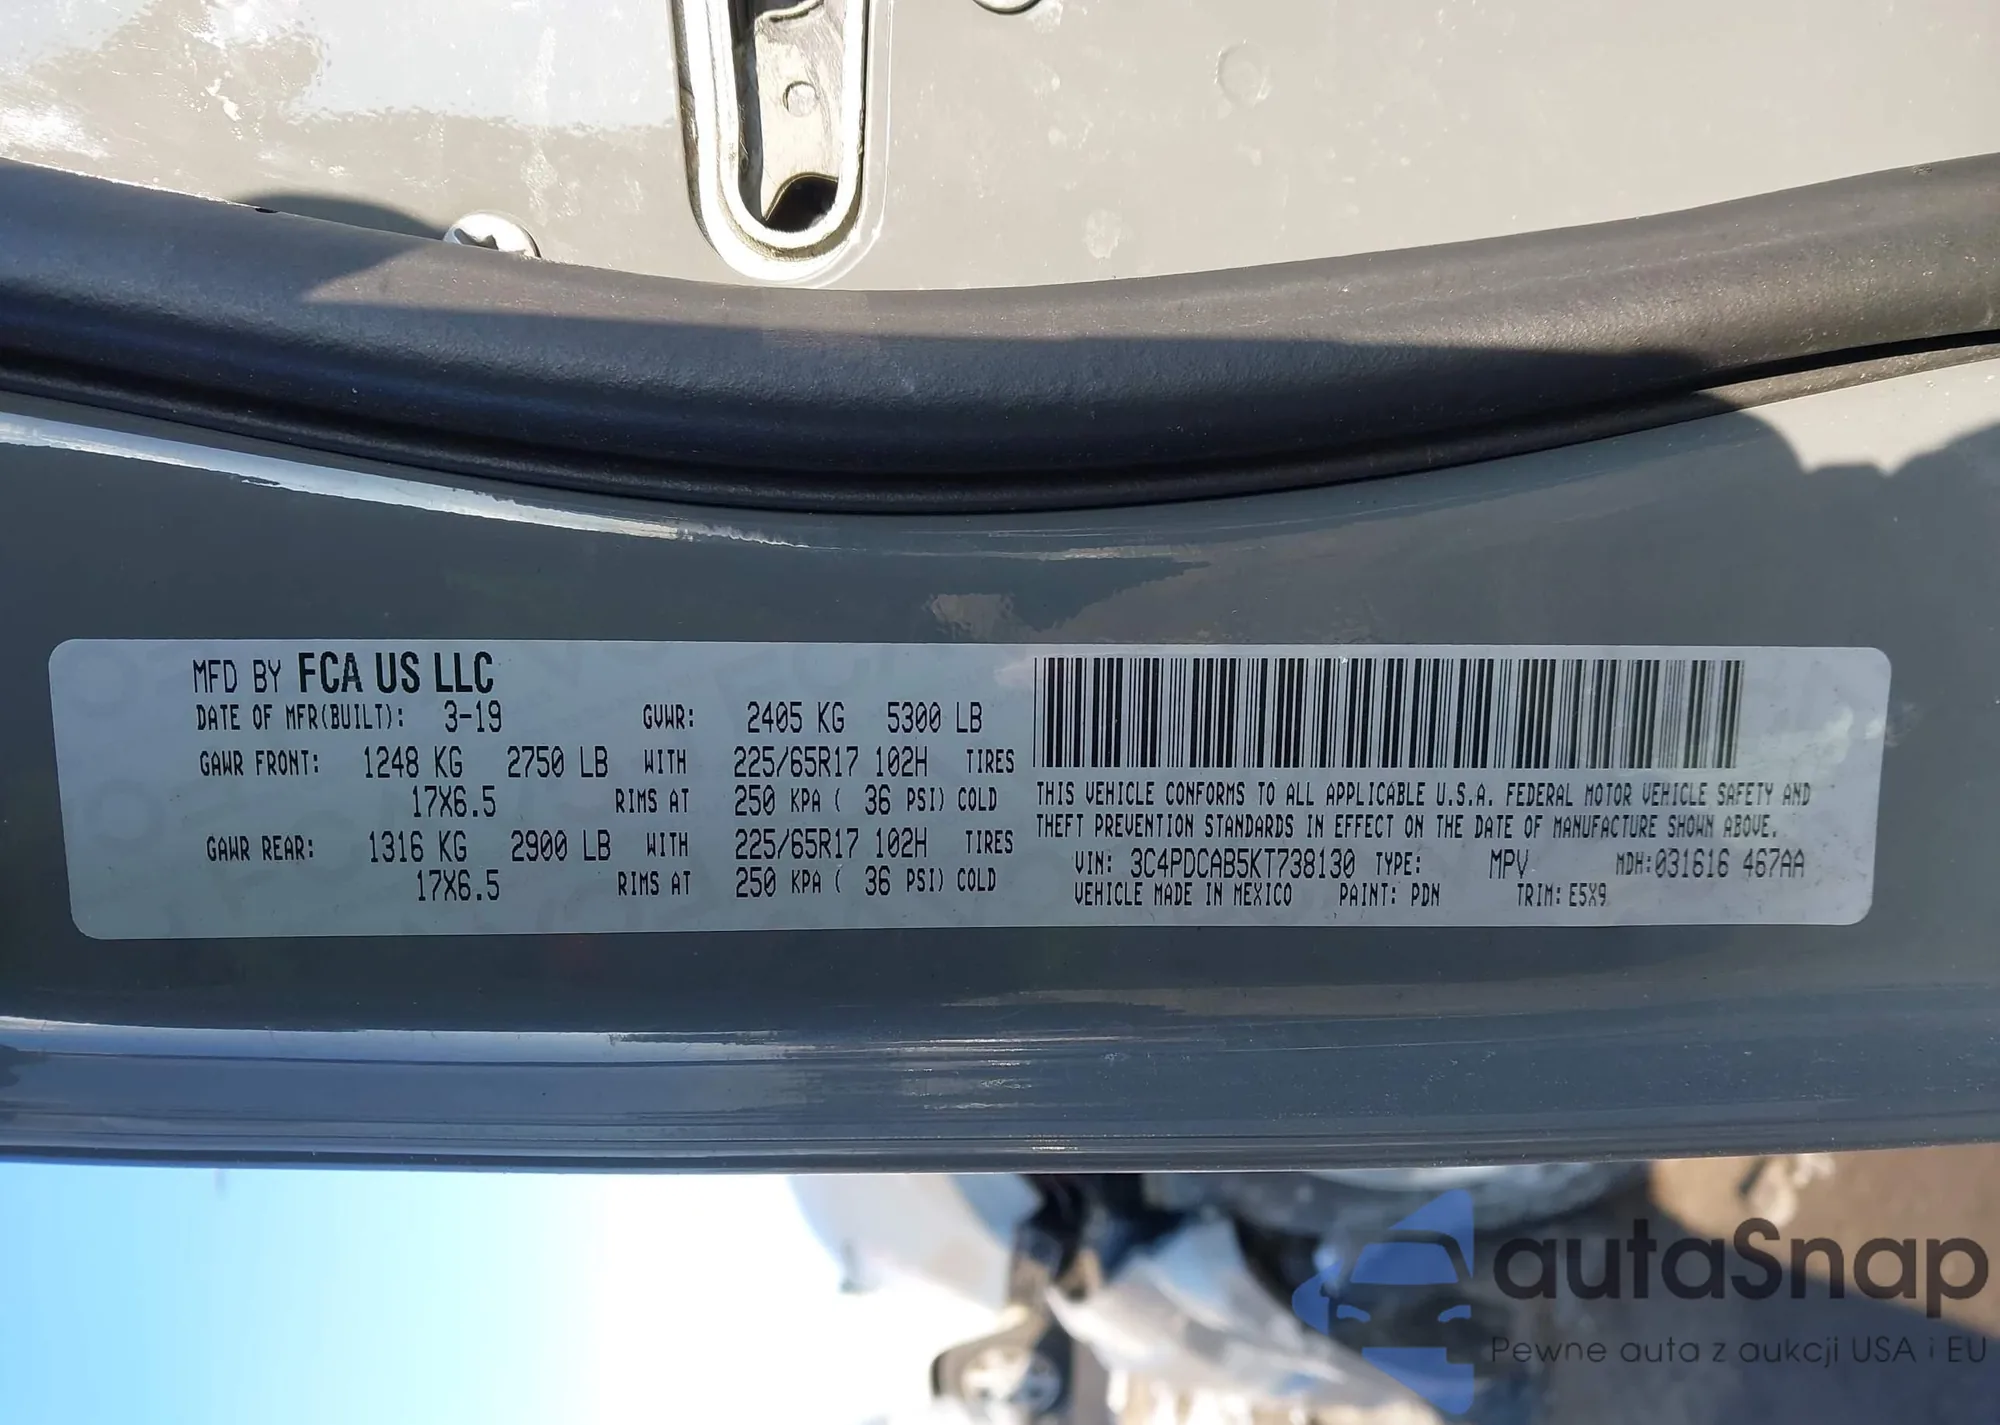 MFD BY FCA US LLC
DATE OF MFR(BUILT): 3-19 GVWR: 2405 KG 5300 LB
GAWR FRONT: 1248 KG 2750 LB WITH 225/65R17 102H TIRES
17X6.5 RIMS AT 250 KPA ( 36 PSI) COLD
GAWR REAR: 1316 KG 2900 LB WITH 225/65R17 102H TIRES
17X6.5 RIMS AT 250 KPA ( 36 PSI) COLD
THIS VEHICLE CONFORMS TO ALL APPLICABLE U.S.A. FEDERAL MOTOR VEHICLE SAFETY AND
THEFT PREVENTION STANDARDS IN EFFECT ON THE DATE OF MANUFACTURE SHOWN ABOVE.
VIN: 3C4PDCAB5KT738130 TYPE: MPV MDH:031616 467AA
VEHICLE MADE IN MEXICO PAINT: PDN TRIM: E5X9
autaSnap
Pewne auta z aukcji USA i EU